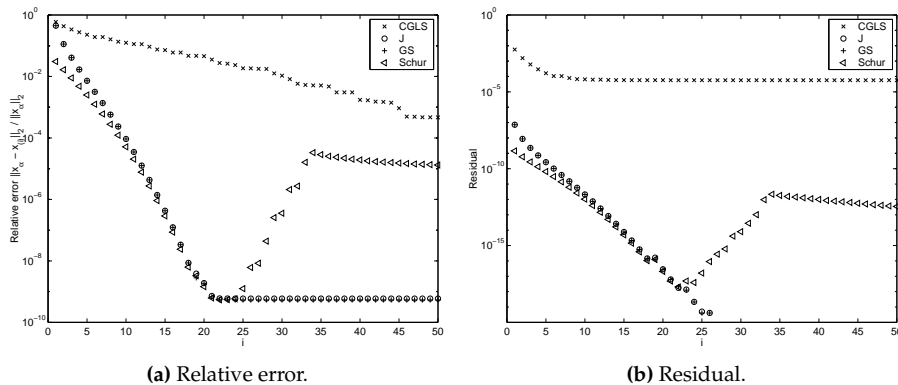 10^0
10^-2
10^-4
10^-6
10^-8
10^-10
Relative error ||x_α − x_(i)||_2 / ||x_α||_2
0 5 10 15 20 25 30 35 40 45 50
i
CGLS
J
GS
Schur
(a) Relative error.
10^0
10^-5
10^-10
10^-15
Residual
0 5 10 15 20 25 30 35 40 45 50
i
CGLS
J
GS
Schur
(b) Residual.